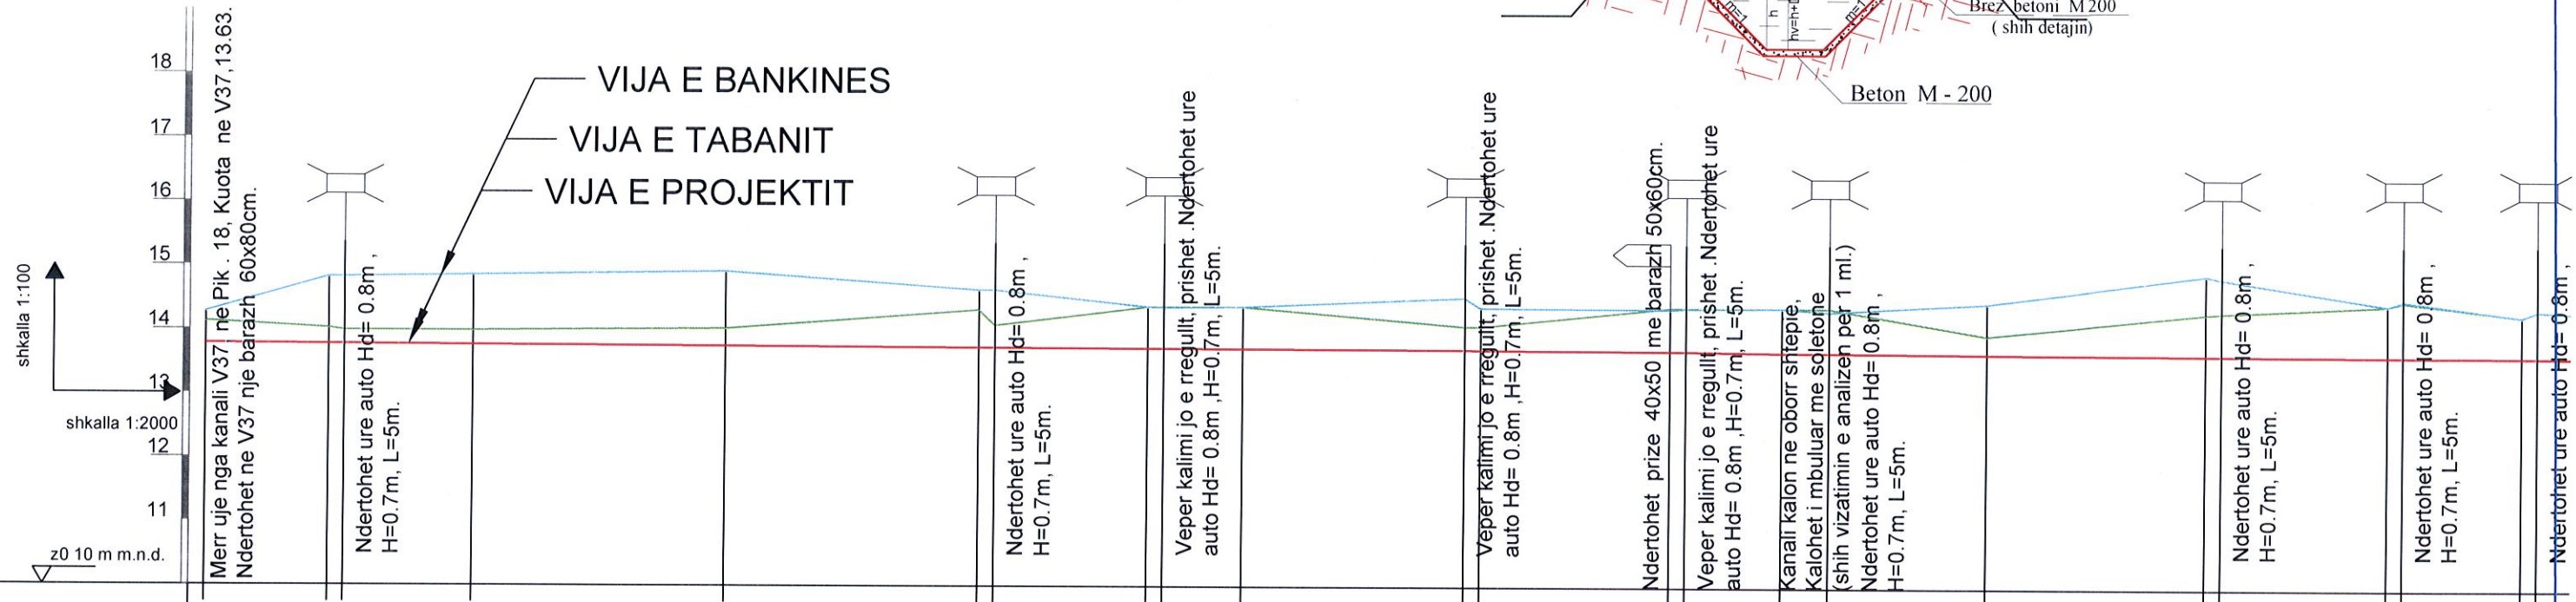 m=1
h
hv=h+
m=1
Brez betoni M 200
( shih detajin)
Beton M - 200
VIJA E BANKINES
VIJA E TABANIT
VIJA E PROJEKTIT
18
17
16
15
14
13
12
11
shkalla 1:100
shkalla 1:2000
z0 10 m m.n.d.
Merr uje nga kanali V37, ne Pik . 18, Kuota ne V37,13.63.
Ndertohet ne V37 nje barazh 60x80cm.
Ndertohet ure auto Hd= 0.8m ,
H=0.7m, L=5m.
Ndertohet ure auto Hd= 0.8m ,
H=0.7m, L=5m.
Veper kalimi jo e rregullt, prishet .Ndertohet ure
auto Hd= 0.8m ,H=0.7m, L=5m.
Veper kalimi jo e rregullt, prishet .Ndertohet ure
auto Hd= 0.8m ,H=0.7m, L=5m.
Ndertohet prize 40x50 me barazh 50x60cm.
Veper kalimi jo e rregullt, prishet .Ndertohet ure
auto Hd= 0.8m ,H=0.7m, L=5m.
Kanali kalon ne oborr shtepie,
Kalohet i mbuluar me soletone
(shih vizatimin e analizen per 1 ml.)
Ndertohet ure auto Hd= 0.8m ,
H=0.7m, L=5m.
Ndertohet ure auto Hd= 0.8m ,
H=0.7m, L=5m.
Ndertohet ure auto Hd= 0.8m ,
H=0.7m, L=5m.
Ndertohet ure auto Hd= 0.8m ,